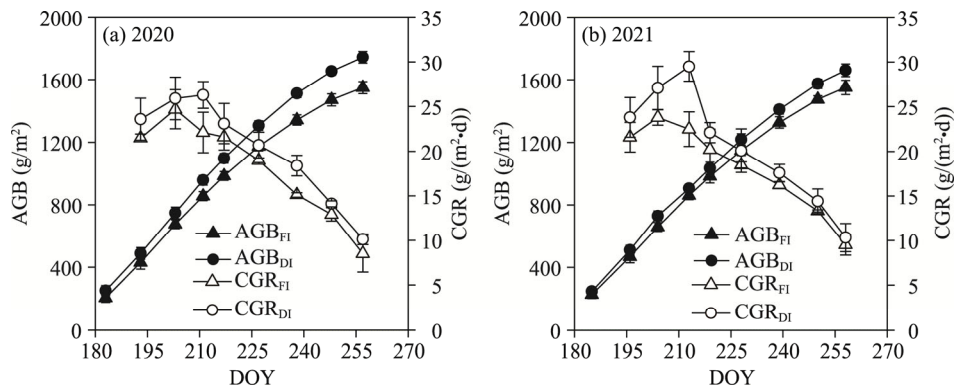 (a) 2020
AGB (g/m²)
2000
1600
1200
800
400
0
35
30
25
20
15
10
5
0
CGR (g/(m²•d))
AGB_FI
AGB_DI
CGR_FI
CGR_DI
180 195 210 225 240 255 270
DOY
(b) 2021
AGB (g/m²)
2000
1600
1200
800
400
0
35
30
25
20
15
10
5
0
CGR (g/(m²•d))
AGB_FI
AGB_DI
CGR_FI
CGR_DI
180 195 210 225 240 255 270
DOY